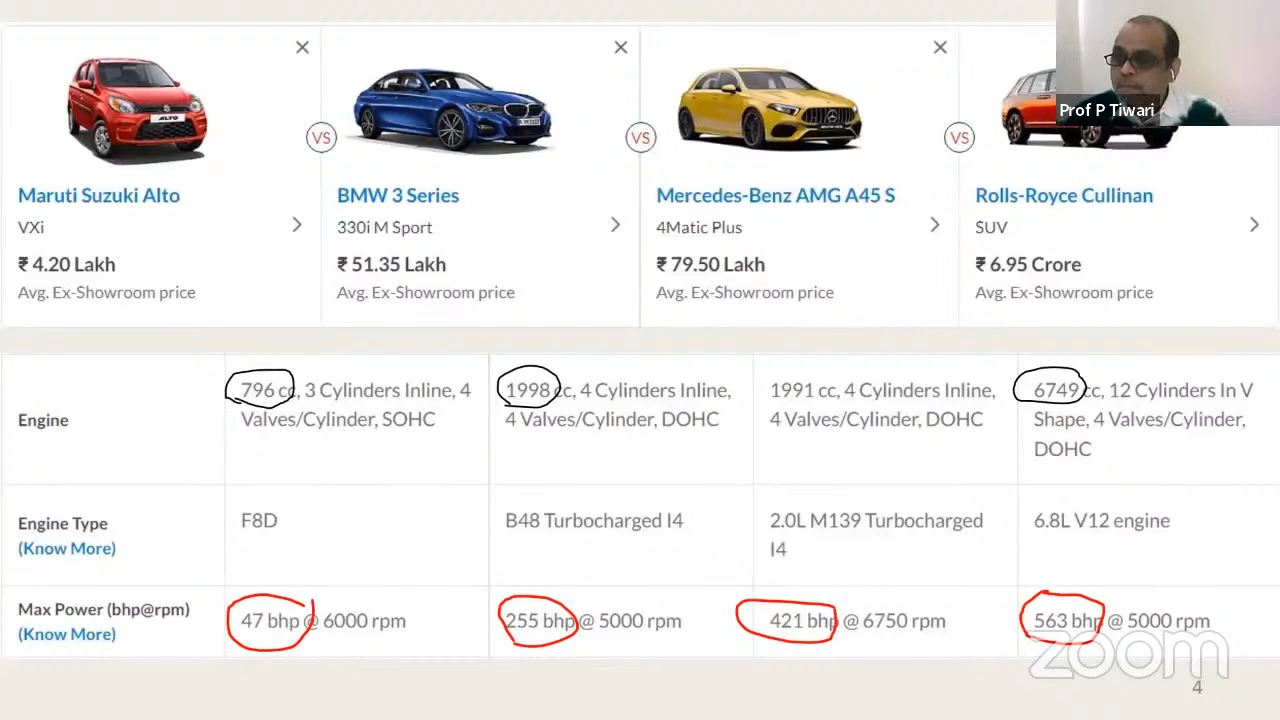 Prof P Tiwari
ALTO
VS
VS
VS
Maruti Suzuki Alto
VXi
₹ 4.20 Lakh
Avg. Ex-Showroom price
BMW 3 Series
330i M Sport
₹ 51.35 Lakh
Avg. Ex-Showroom price
Mercedes-Benz AMG A45 S
4Matic Plus
₹ 79.50 Lakh
Avg. Ex-Showroom price
Rolls-Royce Cullinan
SUV
₹ 6.95 Crore
Avg. Ex-Showroom price
Engine
796 cc, 3 Cylinders Inline, 4
Valves/Cylinder, SOHC
1998 cc, 4 Cylinders Inline,
4 Valves/Cylinder, DOHC
1991 cc, 4 Cylinders Inline,
4 Valves/Cylinder, DOHC
6749 cc, 12 Cylinders In V
Shape, 4 Valves/Cylinder,
DOHC
Engine Type
(Know More)
F8D
B48 Turbocharged I4
2.0L M139 Turbocharged
I4
6.8L V12 engine
Max Power (bhp@rpm)
(Know More)
47 bhp @ 6000 rpm
255 bhp @ 5000 rpm
421 bhp @ 6750 rpm
563 bhp @ 5000 rpm
zoom
4